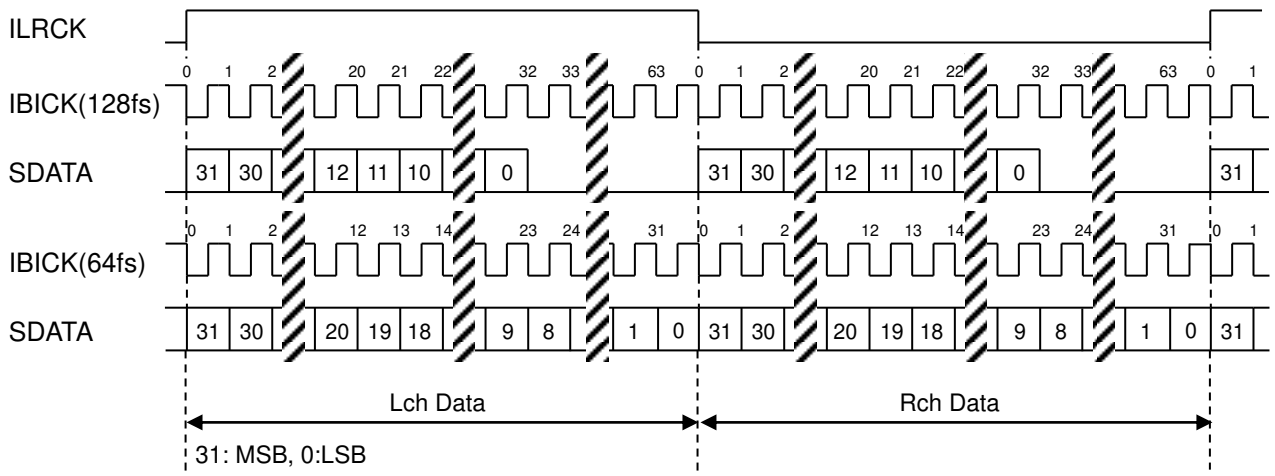 ILRCK
0 1 2 20 21 22 32 33 63 0 1 2 20 21 22 32 33 63 0 1
IBICK(128fs)
SDATA 31 30 12 11 10 0 31 30 12 11 10 0 31
0 1 2 12 13 14 23 24 31 0 1 2 12 13 14 23 24 31 0 1
IBICK(64fs)
SDATA 31 30 20 19 18 9 8 1 0 31 30 20 19 18 9 8 1 0 31
Lch Data Rch Data
31: MSB, 0:LSB